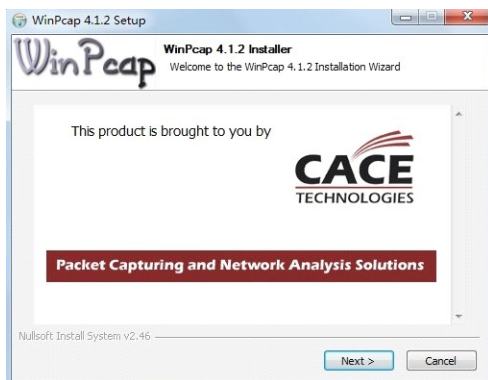 WinPcap 4.1.2 Setup
WinPcap
WinPcap 4.1.2 Installer
Welcome to the WinPcap 4.1.2 Installation Wizard
This product is brought to you by
CACE
TECHNOLOGIES
Packet Capturing and Network Analysis Solutions
Nullsoft Install System v2.46
Next >
Cancel